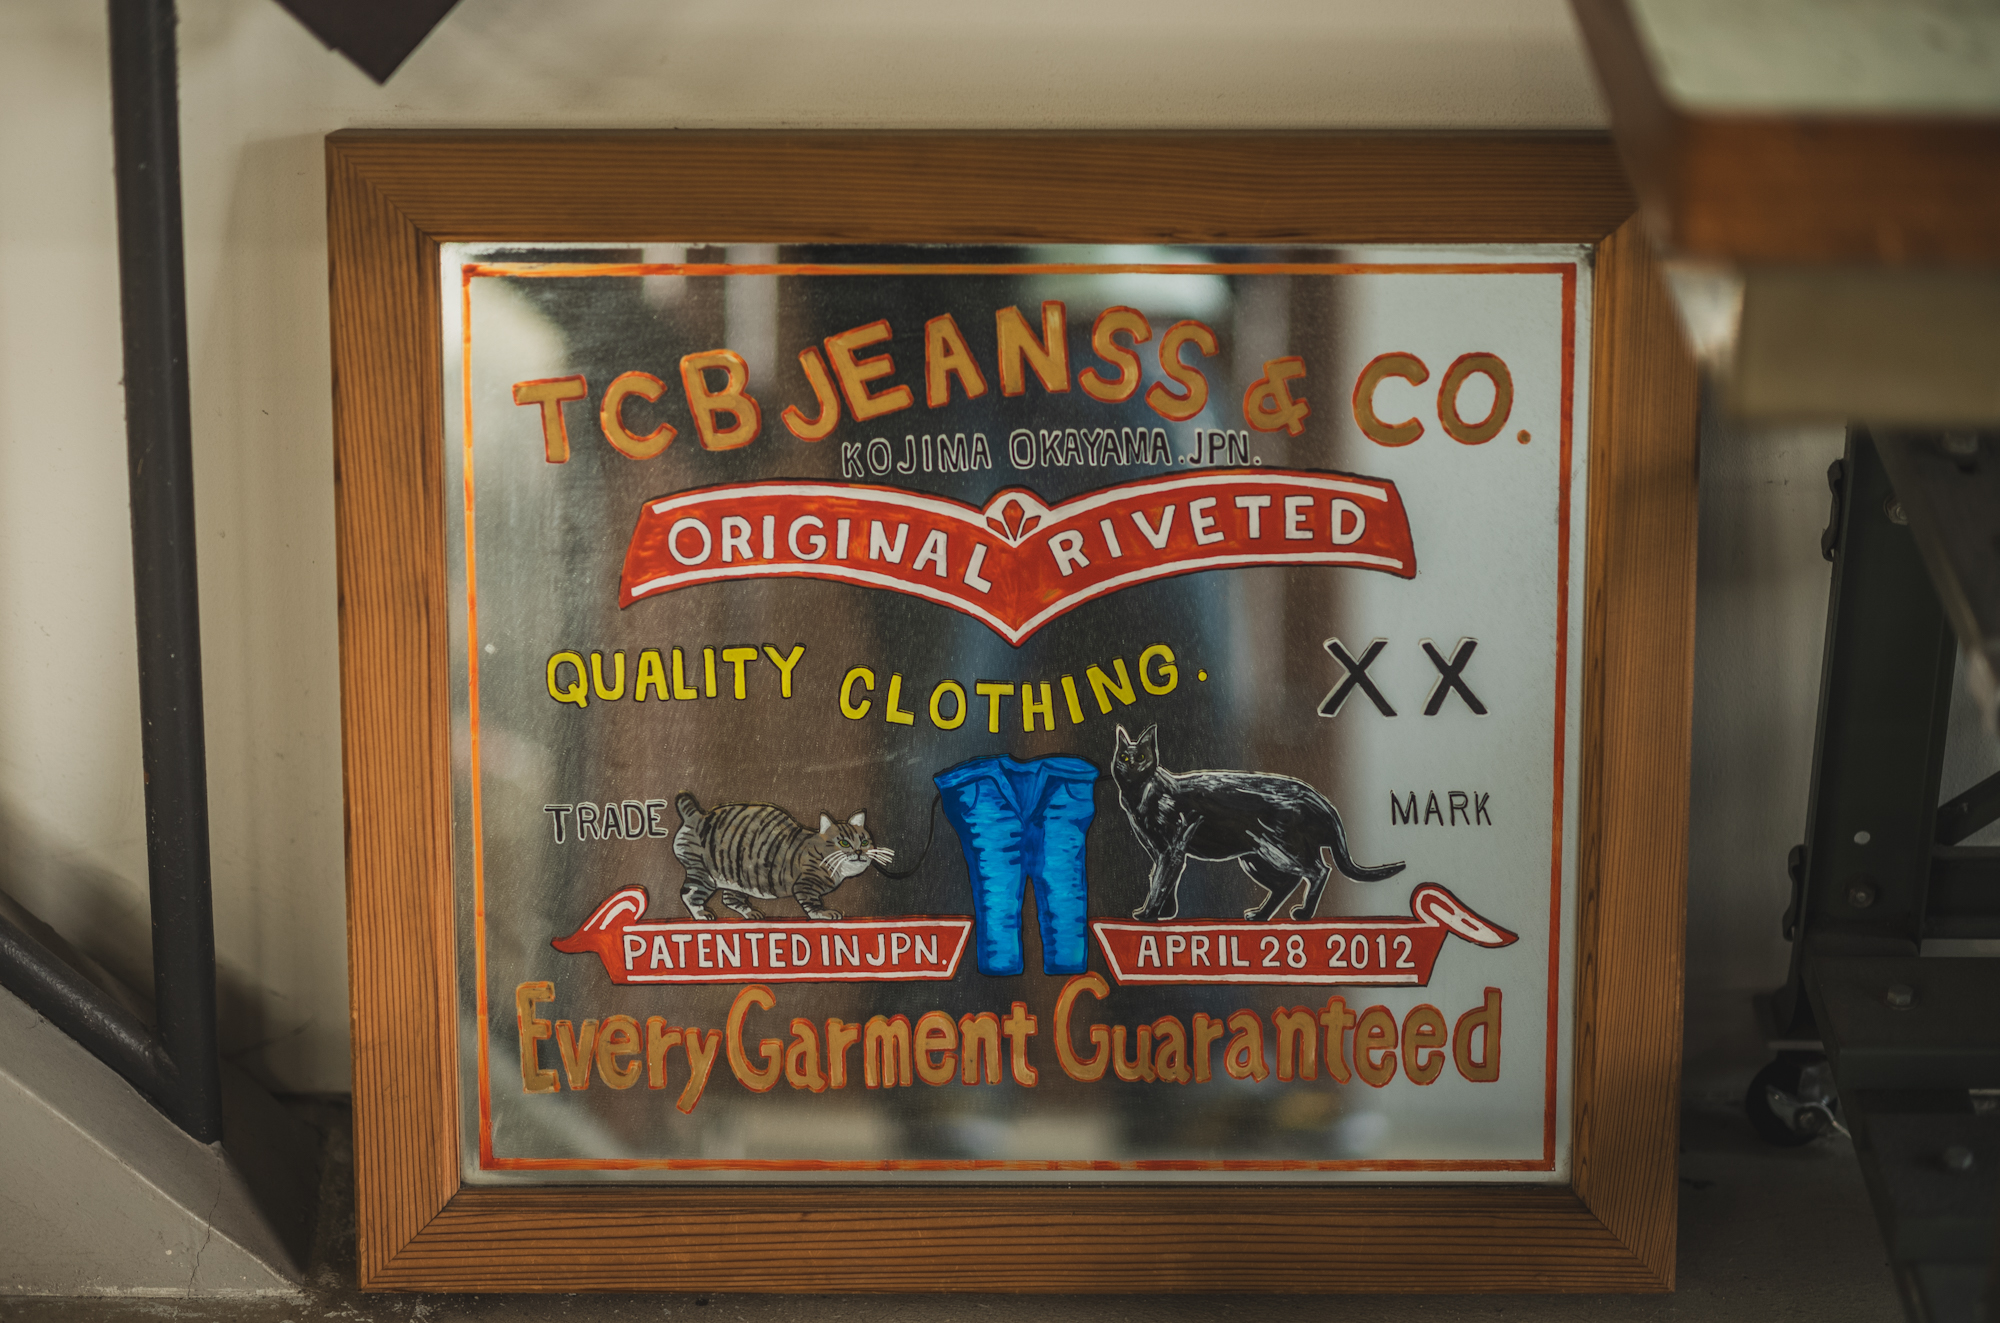 TCB JEANSS & CO.
KOJIMA OKAYAMA.JPN.
ORIGINAL RIVETED
QUALITY CLOTHING. XX
TRADE MARK
PATENTED IN JPN. APRIL 28 2012
Every Garment Guaranteed